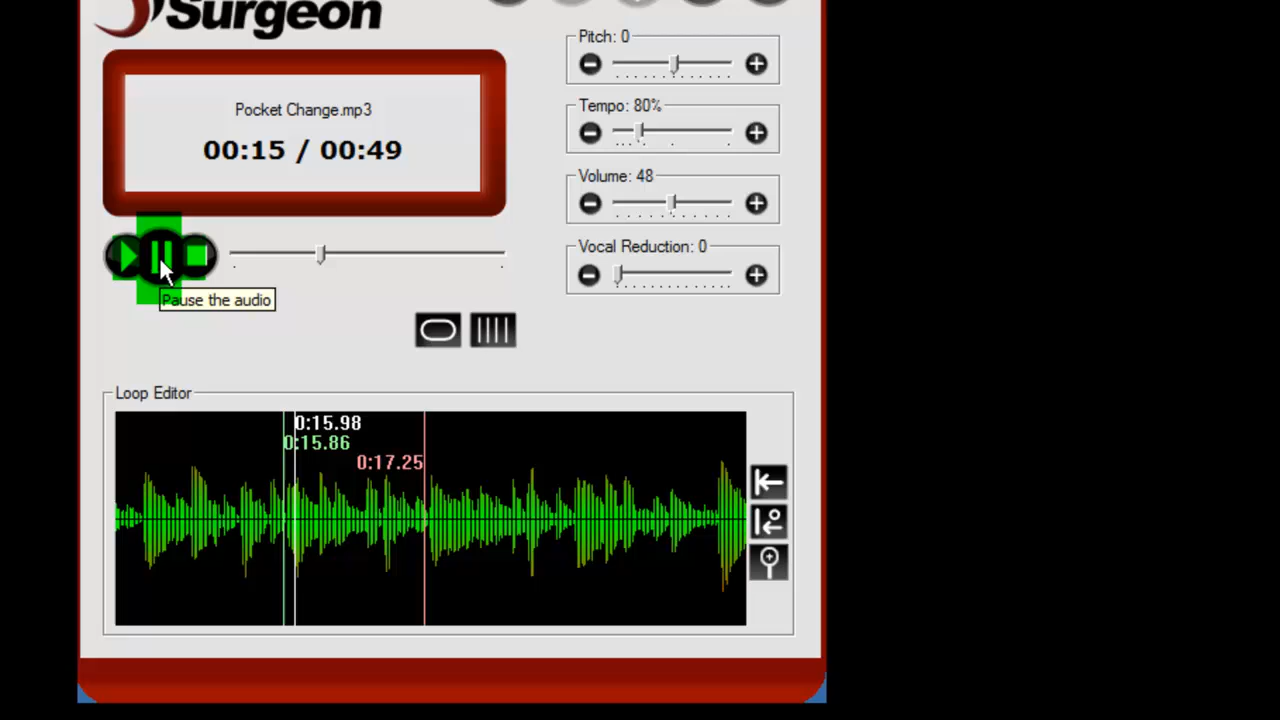 Surgeon
Pitch: 0
Pocket Change.mp3
00:15 / 00:49
Tempo: 80%
Volume: 48
Vocal Reduction: 0
Pause the audio
Loop Editor
0:15.98
0:15.86
0:17.25